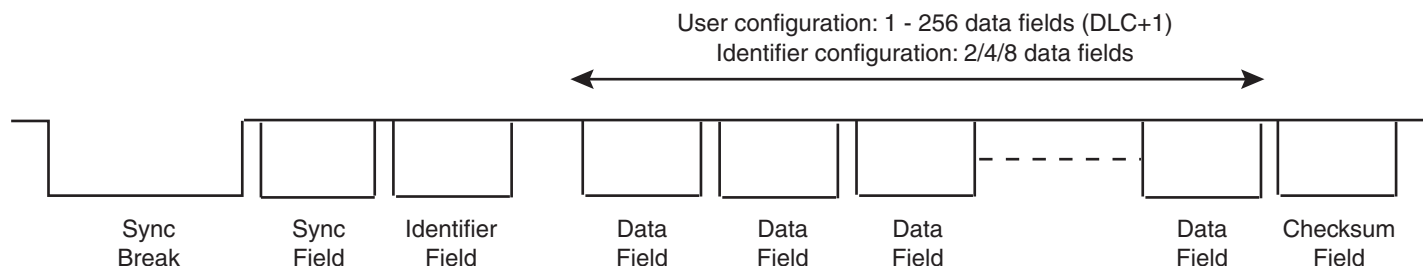 User configuration: 1 - 256 data fields (DLC+1)
Identifier configuration: 2/4/8 data fields
Sync
Break
Sync
Field
Identifier
Field
Data
Field
Data
Field
Data
Field
Data
Field
Checksum
Field